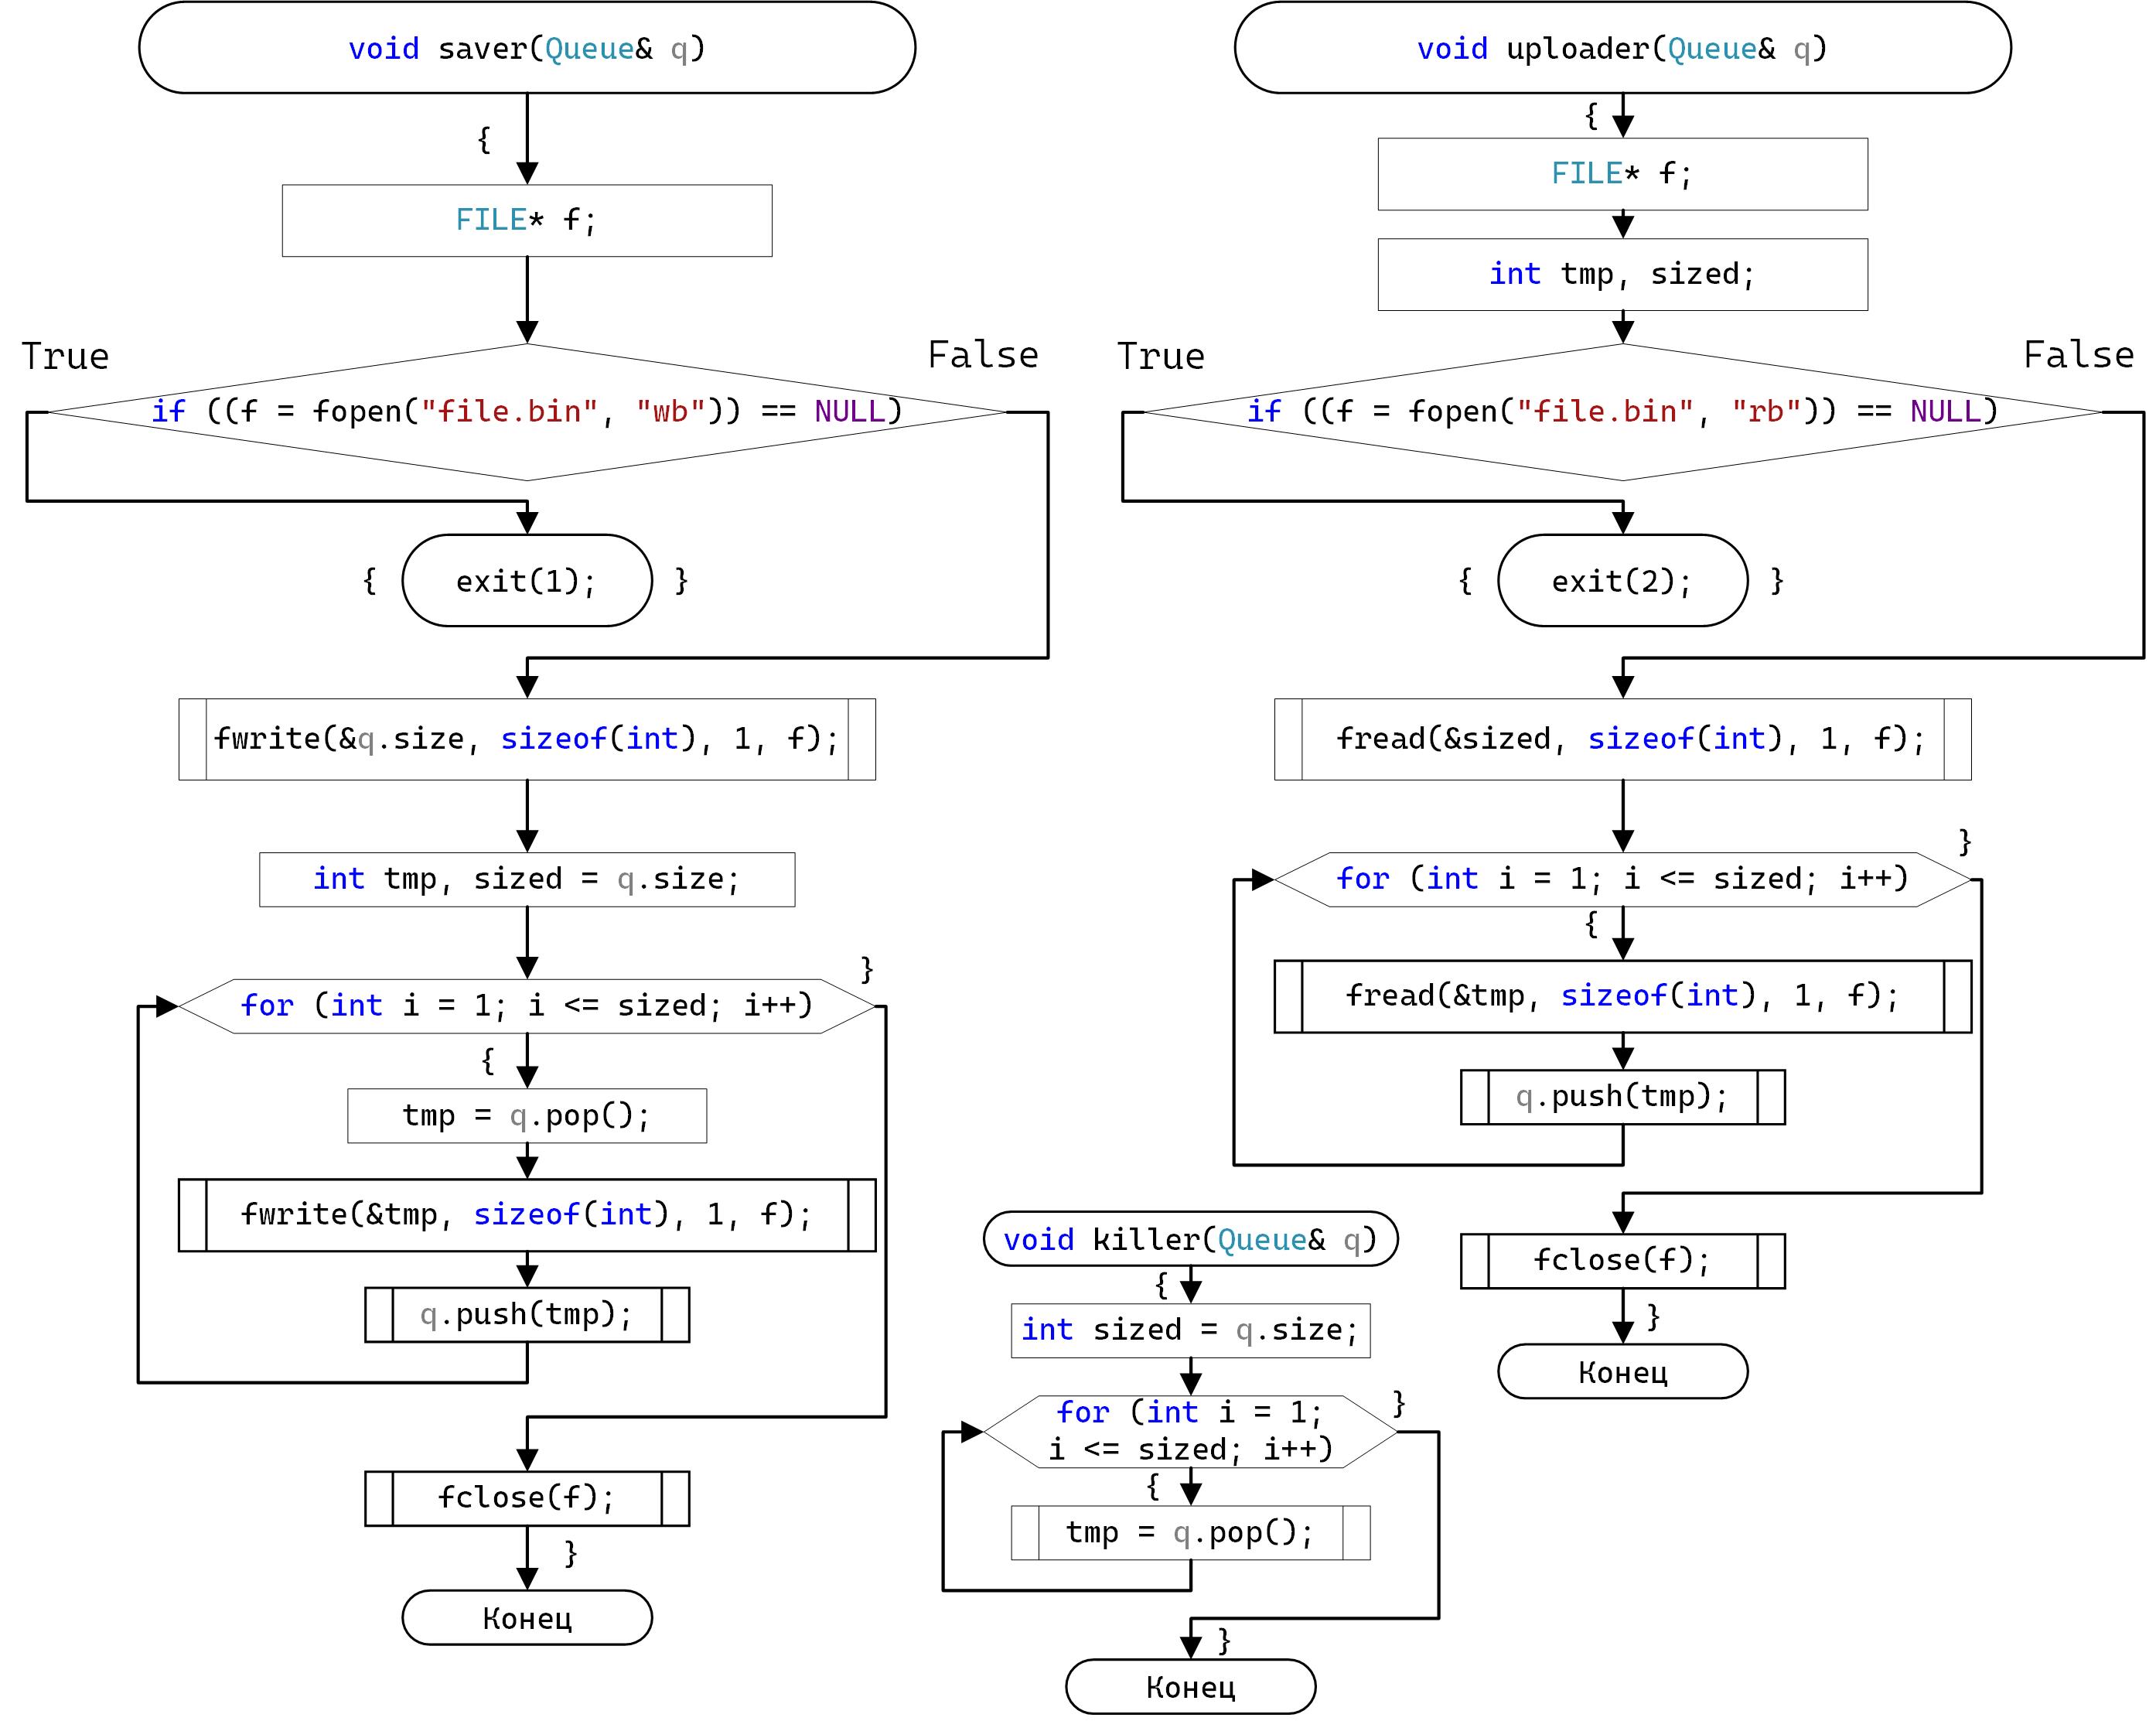 void saver(Queue& q)
{
FILE* f;
True
False
if ((f = fopen("file.bin", "wb")) == NULL)
{
exit(1);
}
fwrite(&q.size, sizeof(int), 1, f);
int tmp, sized = q.size;
}
for (int i = 1; i <= sized; i++)
{
tmp = q.pop();
fwrite(&tmp, sizeof(int), 1, f);
q.push(tmp);
fclose(f);
}
Конец
void uploader(Queue& q)
{
FILE* f;
int tmp, sized;
True
False
if ((f = fopen("file.bin", "rb")) == NULL)
{
exit(2);
}
fread(&sized, sizeof(int), 1, f);
}
for (int i = 1; i <= sized; i++)
{
fread(&tmp, sizeof(int), 1, f);
q.push(tmp);
fclose(f);
}
Конец
void killer(Queue& q)
{
int sized = q.size;
}
for (int i = 1;
i <= sized; i++)
{
tmp = q.pop();
}
Конец